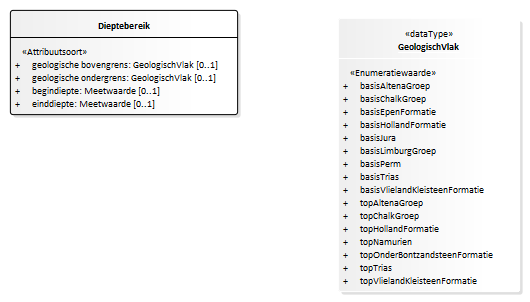 Dieptebereik
«Attribuutsoort»
+ geologische bovengrens: GeologischVlak [0..1]
+ geologische ondergrens: GeologischVlak [0..1]
+ begindiepte: Meetwaarde [0..1]
+ einddiepte: Meetwaarde [0..1]
«dataType»
GeologischVlak
«Enumeratiewaarde»
+ basisAltenaGroep
+ basisChalkGroep
+ basisEpenFormatie
+ basisHollandFormatie
+ basisJura
+ basisLimburgGroep
+ basisPerm
+ basisTrias
+ basisVlielandKleisteenFormatie
+ topAltenaGroep
+ topChalkGroep
+ topHollandFormatie
+ topNamurien
+ topOnderBontzandsteenFormatie
+ topTrias
+ topVlielandKleisteenFormatie